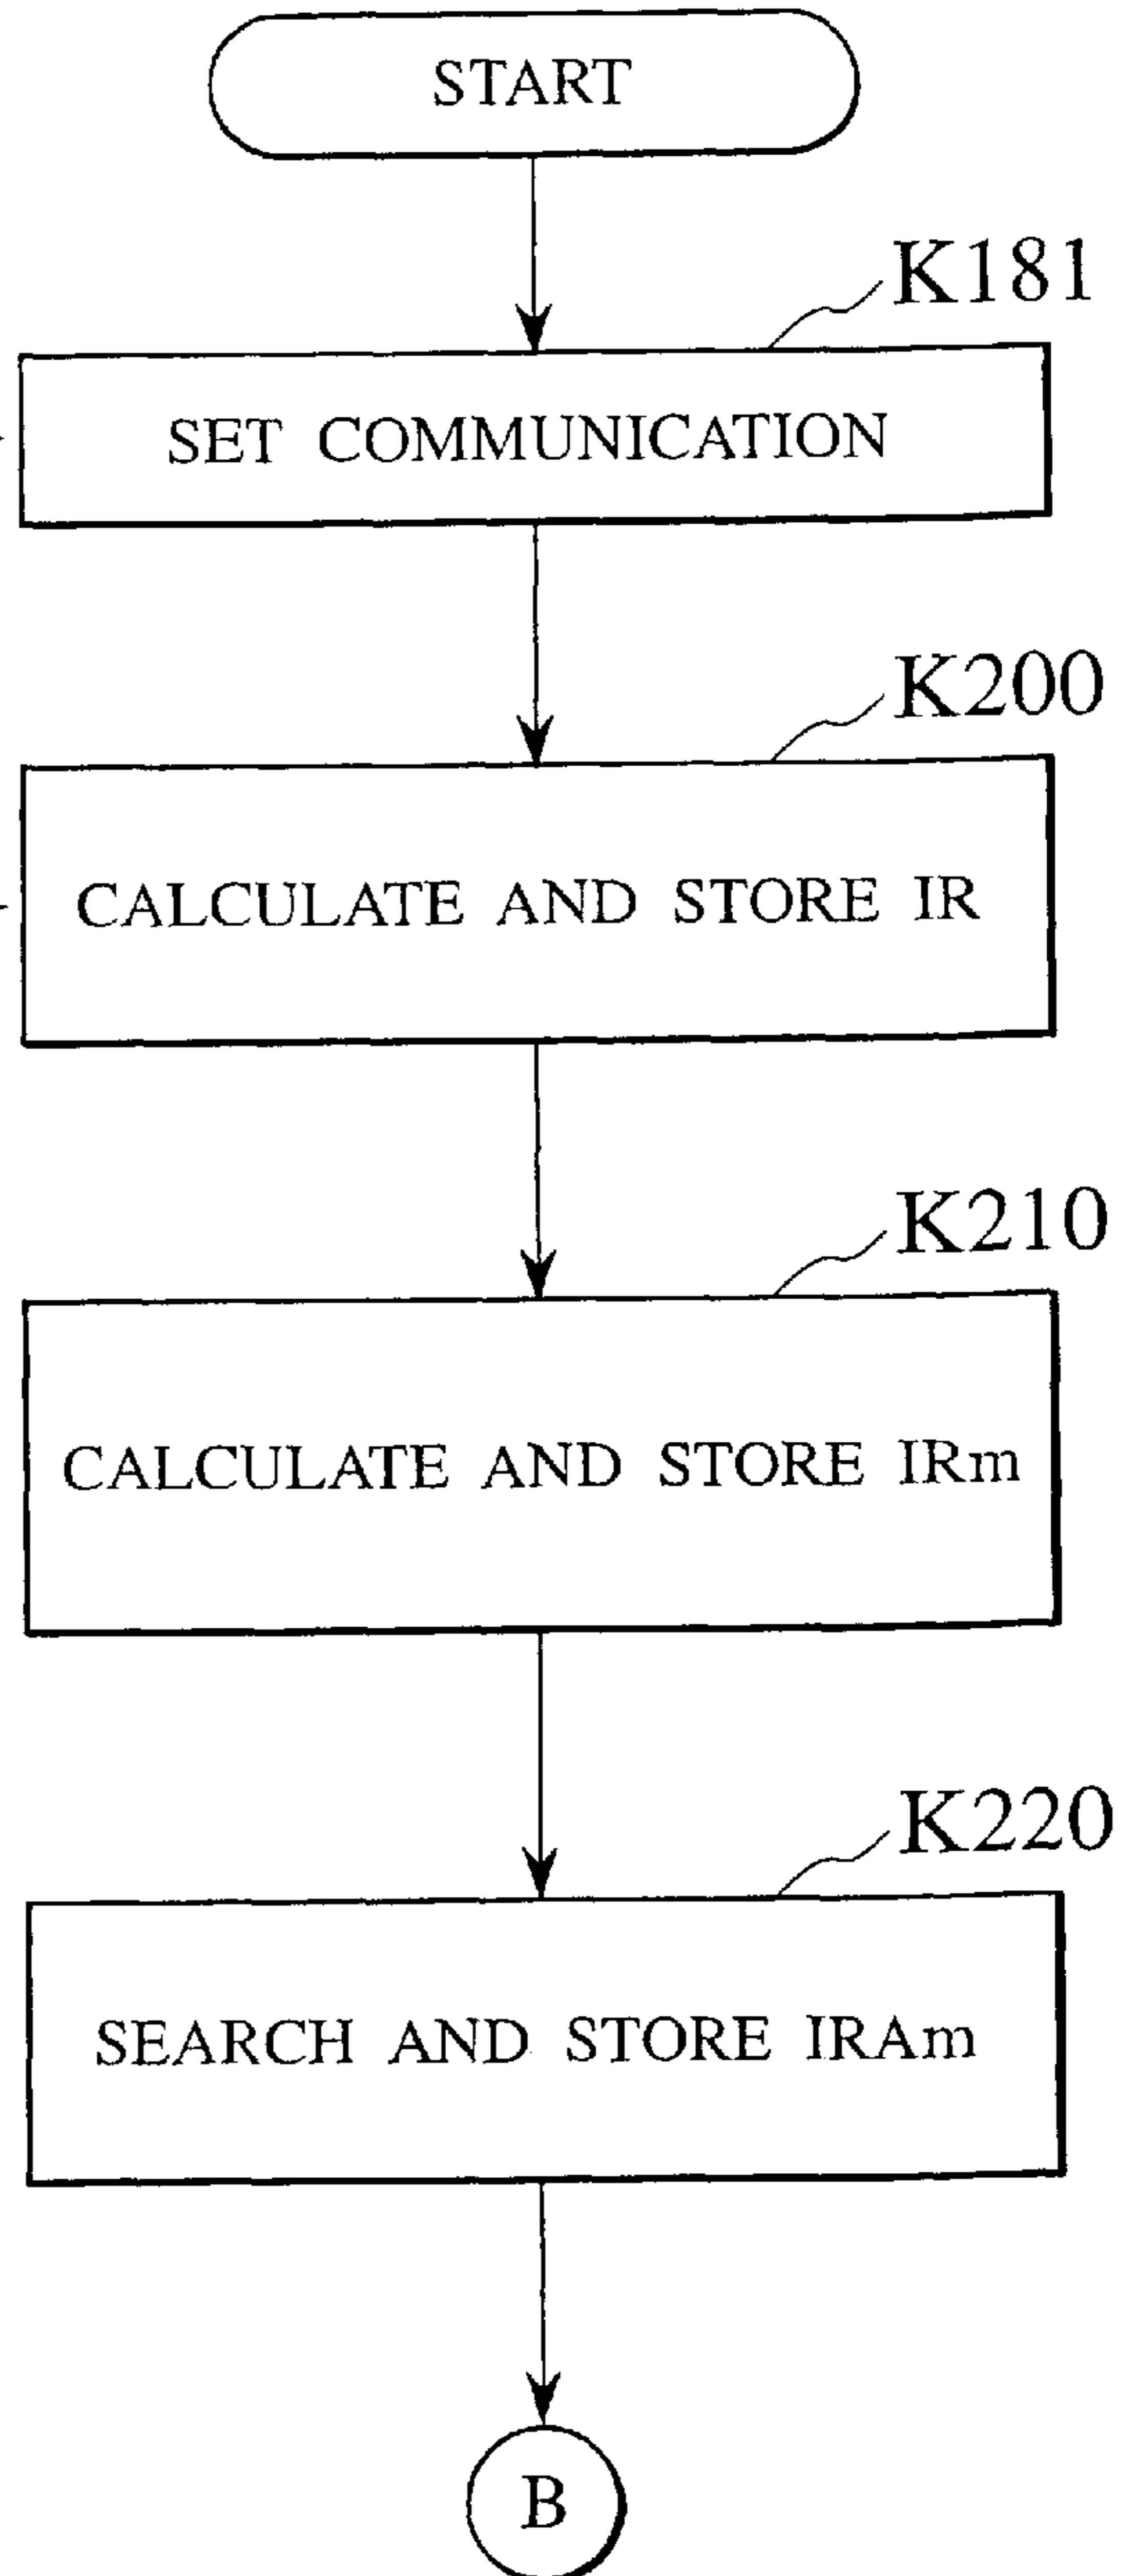 START
K181
SET COMMUNICATION
K200
CALCULATE AND STORE IR
K210
CALCULATE AND STORE IRm
K220
SEARCH AND STORE IRAm
B